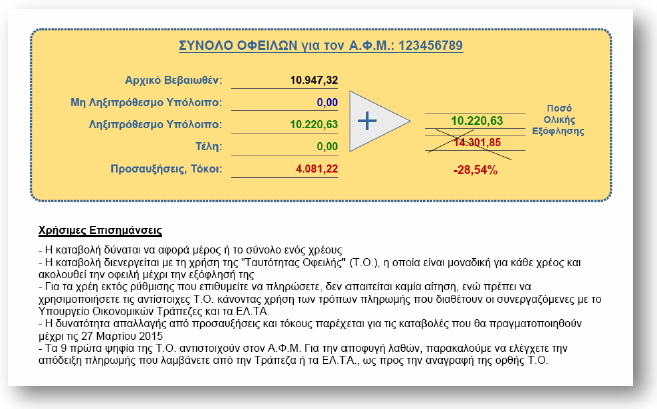 ΣΥΝΟΛΟ ΟΦΕΙΛΩΝ για τον Α.Φ.Μ.: 123456789
Αρχικό Βεβαιωθέν: 10.947,32
Μη Ληξιπρόθεσμο Υπόλοιπο: 0,00
Ληξιπρόθεσμο Υπόλοιπο: 10.220,63
Τέλη: 0,00
Προσαυξήσεις, Τόκοι: 4.081,22
+
10.220,63
14.301,85
-28,54%
Ποσό
Ολικής
Εξόφλησης
Χρήσιμες Επισημάνσεις
- Η καταβολή δύναται να αφορά μέρος ή το σύνολο ενός χρέους
- Η καταβολή διενεργείται με τη χρήση της "Ταυτότητας Οφειλής" (Τ.Ο.), η οποία είναι μοναδική για κάθε χρέος και
ακολουθεί την οφειλή μέχρι την εξόφλησή της
- Για τα χρέη εκτός ρύθμισης που επιθυμείτε να πληρώσετε, δεν απαιτείται καμία αίτηση, ενώ πρέπει να
χρησιμοποιήσετε τις αντίστοιχες Τ.Ο. κάνοντας χρήση των τρόπων πληρωμής που διαθέτουν οι συνεργαζόμενες με το
Υπουργείο Οικονομικών Τράπεζες και τα ΕΛ.ΤΑ.
- Η δυνατότητα απαλλαγής από προσαυξήσεις και τόκους παρέχεται για τις καταβολές που θα πραγματοποιηθούν
μέχρι τις 27 Μαρτίου 2015
- Τα 9 πρώτα ψηφία της Τ.Ο. αντιστοιχούν στον Α.Φ.Μ. Για την αποφυγή λαθών, παρακαλούμε να ελέγχετε την
απόδειξη πληρωμής που λαμβάνετε από την Τράπεζα ή τα ΕΛ.ΤΑ., ως προς την αναγραφή της ορθής Τ.Ο.